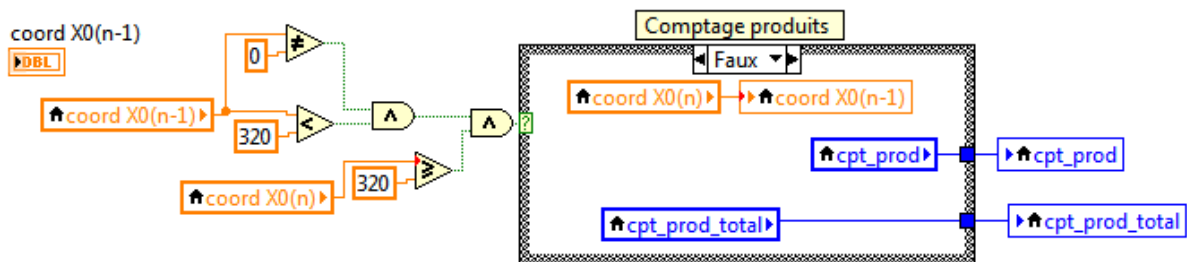 coord X0(n-1)
DBL
coord X0(n-1)
0
320
coord X0(n)
320
Comptage produits
Faux
?
coord X0(n)
coord X0(n-1)
cpt_prod
cpt_prod
cpt_prod_total
cpt_prod_total